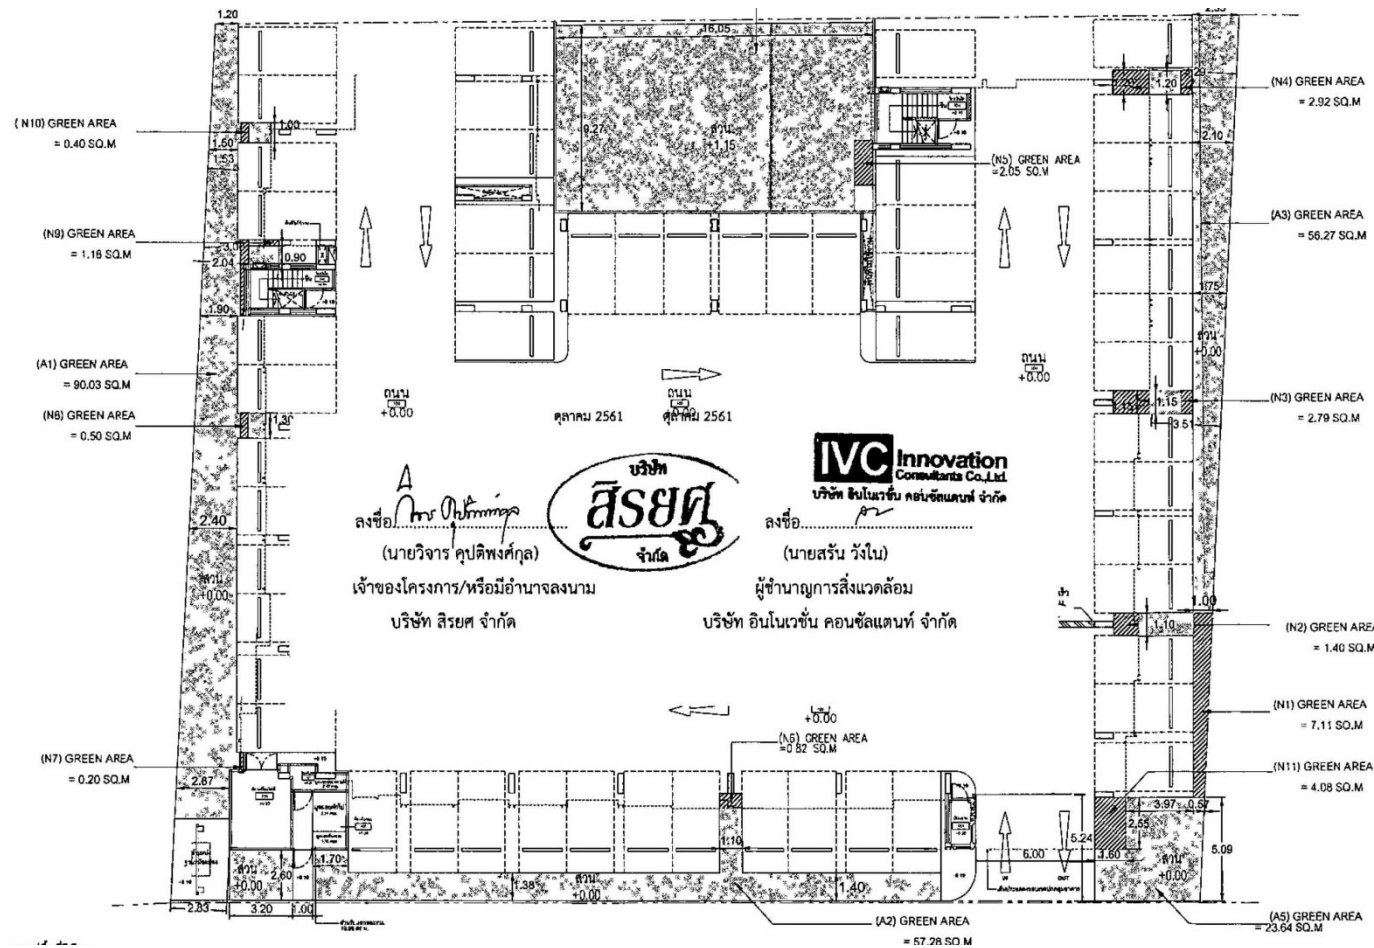 1.20
16.05
2.55
(N10) GREEN AREA
= 0.40 SQ.M
1.00
1.50
1.53
9.27
สวน
+1.15
(N5) GREEN AREA
=2.05 SQ.M
1.20
(N4) GREEN AREA
= 2.92 SQ.M
2.10
(N9) GREEN AREA
= 1.18 SQ.M
0.90
2.04
1.90
(A3) GREEN AREA
= 56.27 SQ.M
1.75
สวน
+0.00
(A1) GREEN AREA
= 90.03 SQ.M
(N8) GREEN AREA
= 0.50 SQ.M
1.30
ถนน
+0.00
ถนน
+0.00
ตุลาคม 2561
ตุลาคม 2561
+0.00
1.15
3.51
(N3) GREEN AREA
= 2.79 SQ.M
บริษัท
สิรยศ
จำกัด
IVC Innovation
Consultants Co.,Ltd.
บริษัท อินโนเวชั่น คอนซัลแตนท์ จำกัด
ลงชื่อ
(นายวิจาร คุปติพงศ์กุล)
เจ้าของโครงการ/หรือมีอำนาจลงนาม
บริษัท สิรยศ จำกัด
ลงชื่อ
(นายสรัน วังใน)
ผู้ชำนาญการสิ่งแวดล้อม
บริษัท อินโนเวชั่น คอนซัลแตนท์ จำกัด
2.40
สวน
+0.00
1.00
1.10
(N2) GREEN AREA
= 1.40 SQ.M
(N1) GREEN AREA
= 7.11 SQ.M
+0.00
(N6) GREEN AREA
=0.82 SQ.M
(N7) GREEN AREA
= 0.20 SQ.M
2.87
(N11) GREEN AREA
= 4.08 SQ.M
3.97
0.57
2.55
5.24
5.09
6.00
1.60
IN
OUT
สวน
+0.00
1.10
1.70
สวน
+0.00
2.60
1.38
สวน
+0.00
1.40
2.83
3.20
1.00
(A2) GREEN AREA
= 57.28 SQ.M
(A5) GREEN AREA
=23.64 SQ.M